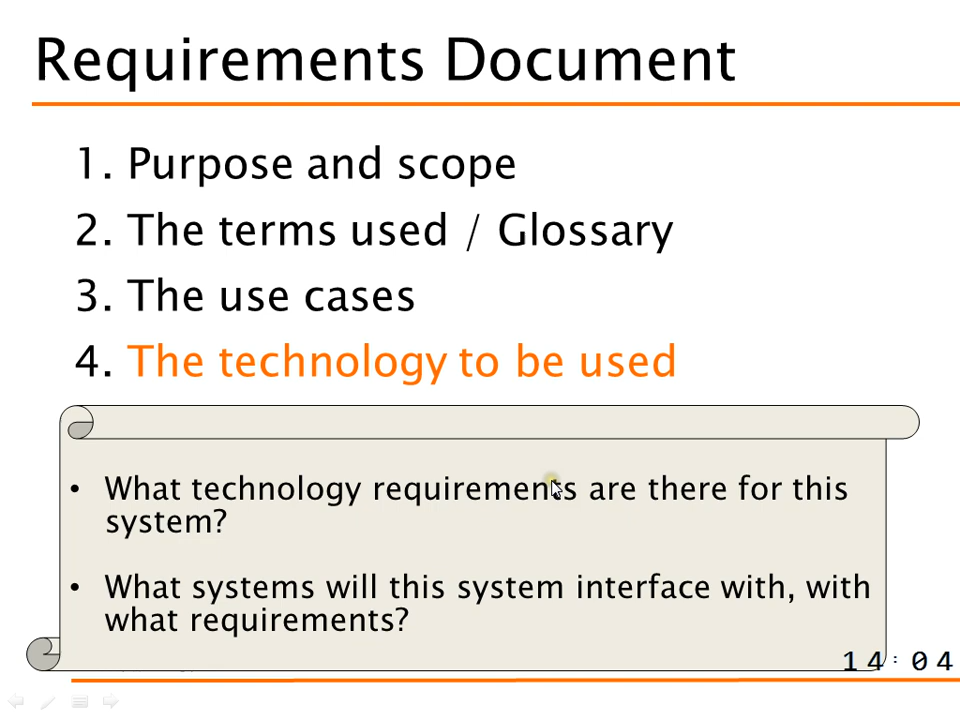 Requirements Document
1. Purpose and scope
2. The terms used / Glossary
3. The use cases
4. The technology to be used
• What technology requirements are there for this
system?
• What systems will this system interface with, with
what requirements?
14:04